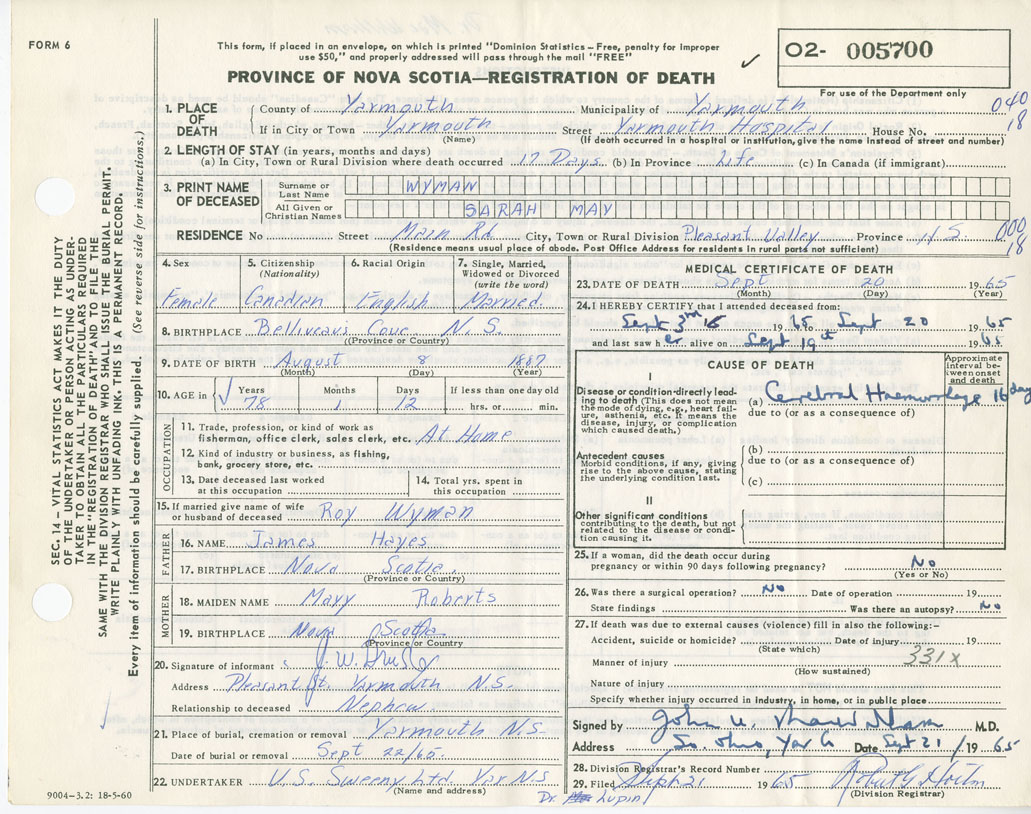 FORM 6
This form, if placed in an envelope, on which is printed "Dominion Statistics – Free, penalty for improper
use $50," and properly addressed will pass through the mail "FREE"
PROVINCE OF NOVA SCOTIA—REGISTRATION OF DEATH
O2- 005700
For use of the Department only
1. PLACE OF DEATH County of Yarmouth Municipality of Yarmouth 040
If in City or Town Yarmouth Street Yarmouth Hospital House No. 18
(Name) (If death occurred in a hospital or institution, give the name instead of street and number)
2. LENGTH OF STAY (in years, months and days)
(a) In City, Town or Rural Division where death occurred 17 Days (b) In Province Life (c) In Canada (if immigrant)
3. PRINT NAME OF DECEASED
Surname or Last Name WYMAN
All Given or Christian Names SARAH MAY
RESIDENCE No Street Main Rd City, Town or Rural Division Pleasant Valley Province N S 000
(Residence means usual place of abode. Post Office Address for residents in rural parts not sufficient) 18
4. Sex Female
5. Citizenship (Nationality) Canadian
6. Racial Origin English
7. Single, Married, Widowed or Divorced (write the word) Married.
8. BIRTHPLACE Belliveau's Cove N. S.
(Province or Country)
9. DATE OF BIRTH August 8 1887
(Month) (Day) (Year)
10. AGE in Years 78 Months 1 Days 12 If less than one day old hrs. or min.
OCCUPATION
11. Trade, profession, or kind of work as
fisherman, office clerk, sales clerk, etc. At Home
12. Kind of industry or business, as fishing,
bank, grocery store, etc.
13. Date deceased last worked
at this occupation
14. Total yrs. spent in
this occupation
15. If married give name of wife
or husband of deceased Roy Wyman
FATHER
16. NAME James Hayes
17. BIRTHPLACE Nova Scotia.
(Province or Country)
MOTHER
18. MAIDEN NAME Mary Roberts
19. BIRTHPLACE Nova Scotia.
(Province or Country)
20. Signature of informant J. W.
Address Pleasant St. Yarmouth N.S.
Relationship to deceased Nephew
21. Place of burial, cremation or removal Yarmouth N.S.
Date of burial or removal Sept 22/65.
22. UNDERTAKER U.S. Sweeny Ltd. Yar N.S.
(Name and address)
9004-3.2: 18-5-60
MEDICAL CERTIFICATE OF DEATH
23. DATE OF DEATH Sept 20 1965
(Month) (Day) (Year)
24. I HEREBY CERTIFY that I attended deceased from:
Sept 3rd 1965 to Sept 20 1965
and last saw her alive on Sept 19th 1965
CAUSE OF DEATH
Approximate interval between onset and death
I
Disease or condition directly leading
to death (This does not mean
the mode of dying, e.g., heart failure,
asthenia, etc. It means the
disease, injury, or complication
which caused death.)
(a) Cerebral Haemorrhage 16 days
due to (or as a consequence of)
Antecedent causes
Morbid conditions, if any, giving
rise to the above cause, stating
the underlying condition last.
(b)
due to (or as a consequence of)
(c)
II
Other significant conditions
contributing to the death, but not
related to the disease or condition
causing it.
25. If a woman, did the death occur during
pregnancy or within 90 days following pregnancy? No
(Yes or No)
26. Was there a surgical operation? No Date of operation 19
State findings Was there an autopsy? No
27. If death was due to external causes (violence) fill in also the following:–
Accident, suicide or homicide? Date of injury 19
(State which)
Manner of injury 331X
(How sustained)
Nature of injury
Specify whether injury occurred in industry, in home, or in public place
Signed by John M.D.
Address So. Ohio, Yar Co Date Sept 21 / 1965
28. Division Registrar's Record Number
29. Filed Sept 21 1965
(Division Registrar)
Dr. Lupin
SEC. 14 – VITAL STATISTICS ACT MAKES IT THE DUTY
OF THE UNDERTAKER OR PERSON ACTING AS UNDER-
TAKER TO OBTAIN ALL THE PARTICULARS REQUIRED
IN THE "REGISTRATION OF DEATH" AND TO FILE THE
SAME WITH THE DIVISION REGISTRAR WHO SHALL ISSUE THE BURIAL PERMIT.
WRITE PLAINLY WITH UNFADING INK. THIS IS A PERMANENT RECORD.
Every item of information should be carefully supplied. (See reverse side for instructions.)